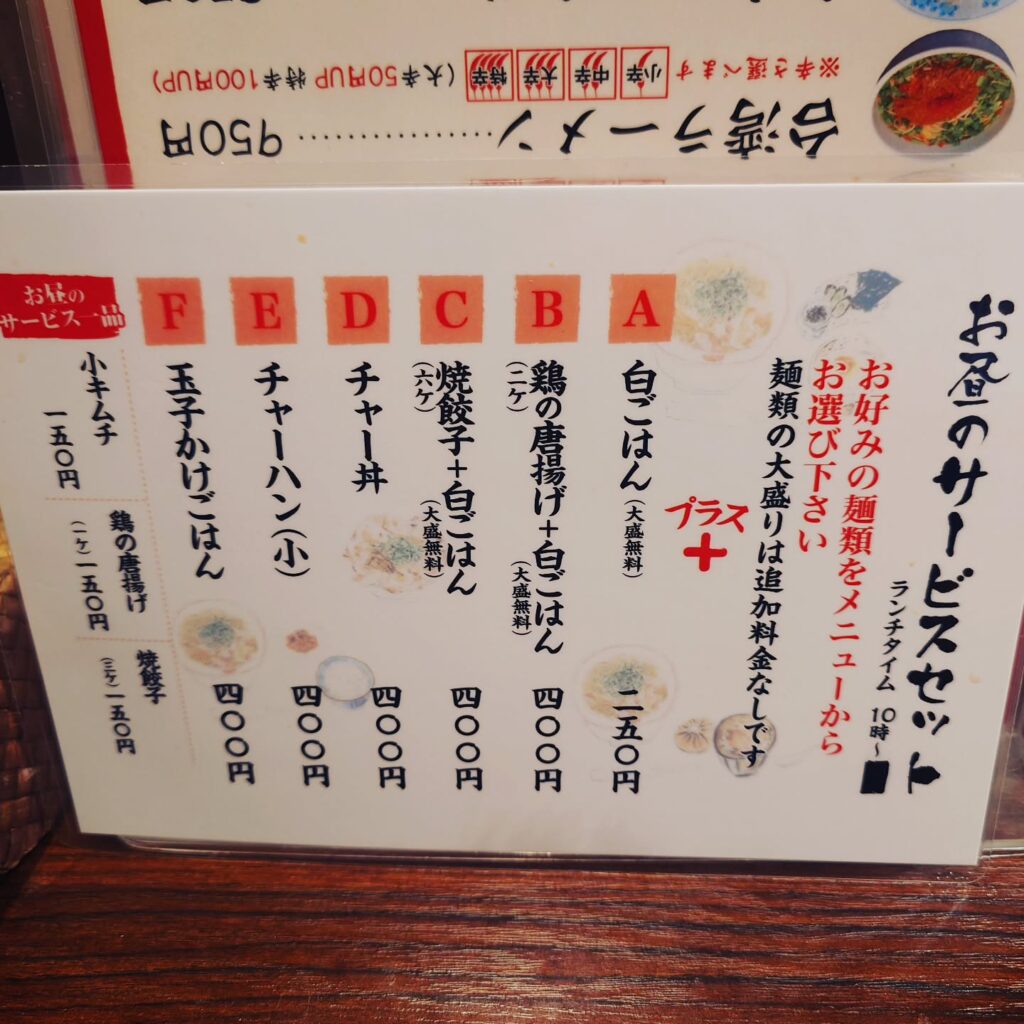 お昼のサービスセット
ランチタイム 10時~
お好みの麺類をメニューから
お選び下さい
麺類の大盛りは追加料金なしです
プラス
+
A
白ごはん(大盛無料)
二五〇円
B
鶏の唐揚げ+白ごはん
(二ケ)
(大盛無料)
四〇〇円
C
焼餃子+白ごはん
(六ケ)
(大盛無料)
四〇〇円
D
チャー丼
四〇〇円
E
チャーハン(小)
四〇〇円
F
玉子かけごはん
四〇〇円
お昼の
サービス一品
小キムチ
一五〇円
鶏の唐揚げ
(一ケ)一五〇円
焼餃子
(三ケ)一五〇円
台湾ラーメン……………950円
※辛さ選べます 小辛 中辛 大辛 特辛 (大辛50円UP 特辛100円UP)